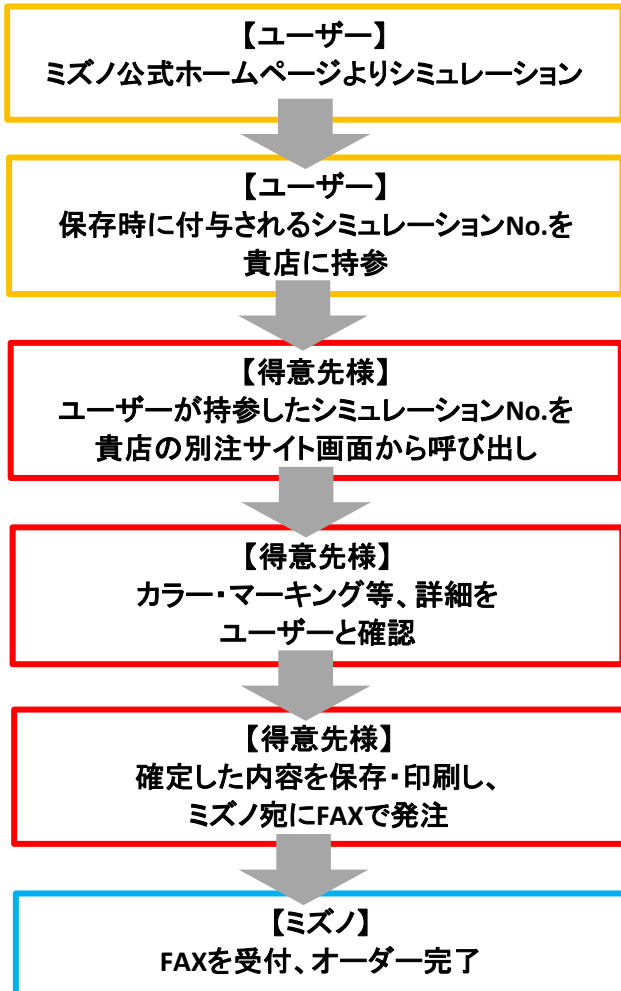 【ユーザー】
ミズノ公式ホームページよりシミュレーション
【ユーザー】
保存時に付与されるシミュレーションNo.を
貴店に持参
【得意先様】
ユーザーが持参したシミュレーションNo.を
貴店の別注サイト画面から呼び出し
【得意先様】
カラー・マーキング等、詳細を
ユーザーと確認
【得意先様】
確定した内容を保存・印刷し、
ミズノ宛にFAXで発注
【ミズノ】
FAXを受付、オーダー完了